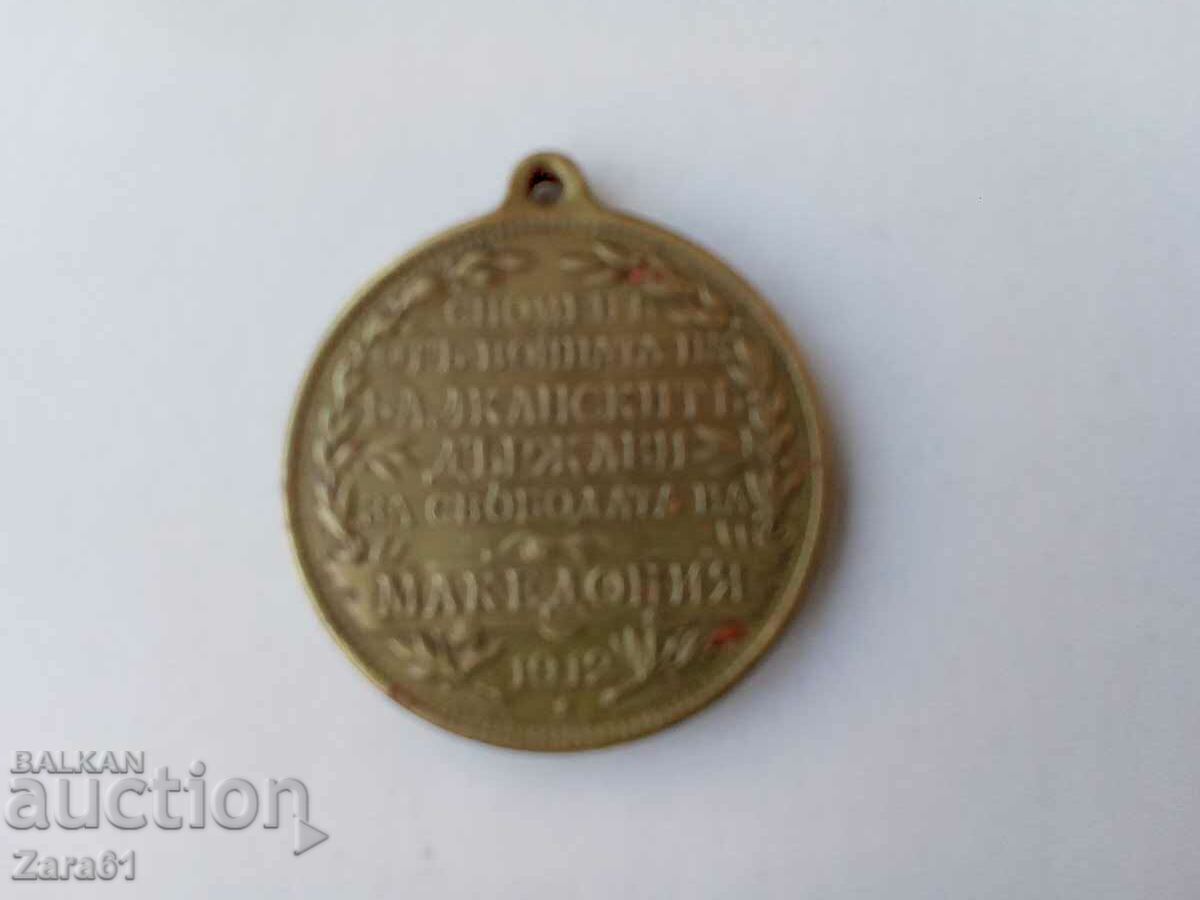 СПОМЕНЪ
ОТЪ ВОЙНАТА НА
БАЛКАНСКИТѢ
ДЪРЖАВИ
ЗА СВОБОДАТА НА
МАКЕДОНИЯ
1912
BALKAN
auction
Zara61